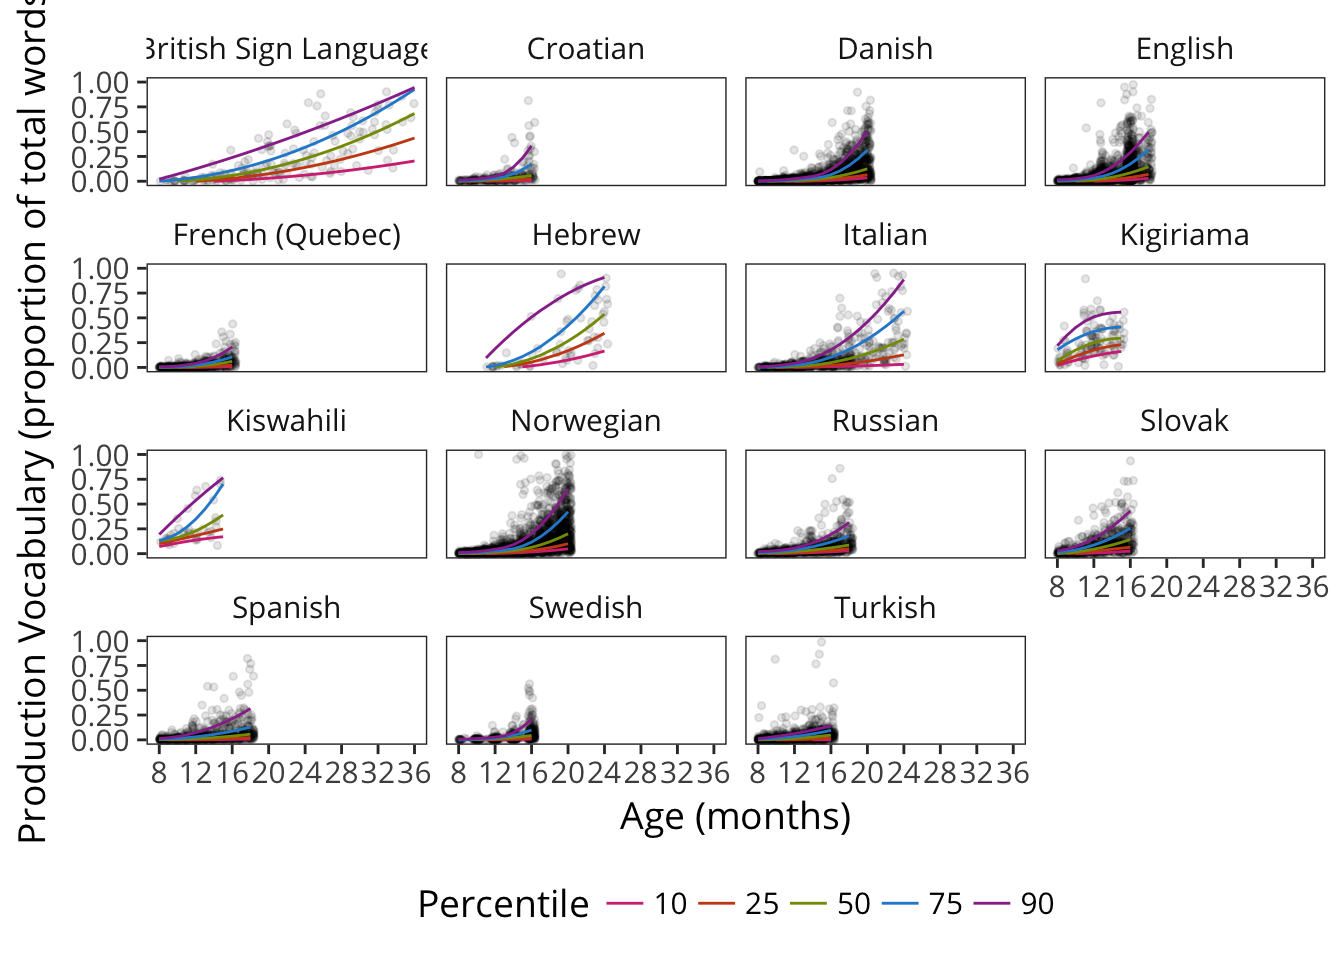 Production Vocabulary (proportion of total words
British Sign Language Croatian Danish English
1.00
0.75
0.50
0.25
0.00
French (Quebec) Hebrew Italian Kigiriama
1.00
0.75
0.50
0.25
0.00
Kiswahili Norwegian Russian Slovak
1.00
0.75
0.50
0.25
0.00
8 12 16 20 24 28 32 36
Spanish Swedish Turkish
1.00
0.75
0.50
0.25
0.00
8 12 16 20 24 28 32 36 8 12 16 20 24 28 32 36 8 12 16 20 24 28 32 36
Age (months)
Percentile 10 25 50 75 90